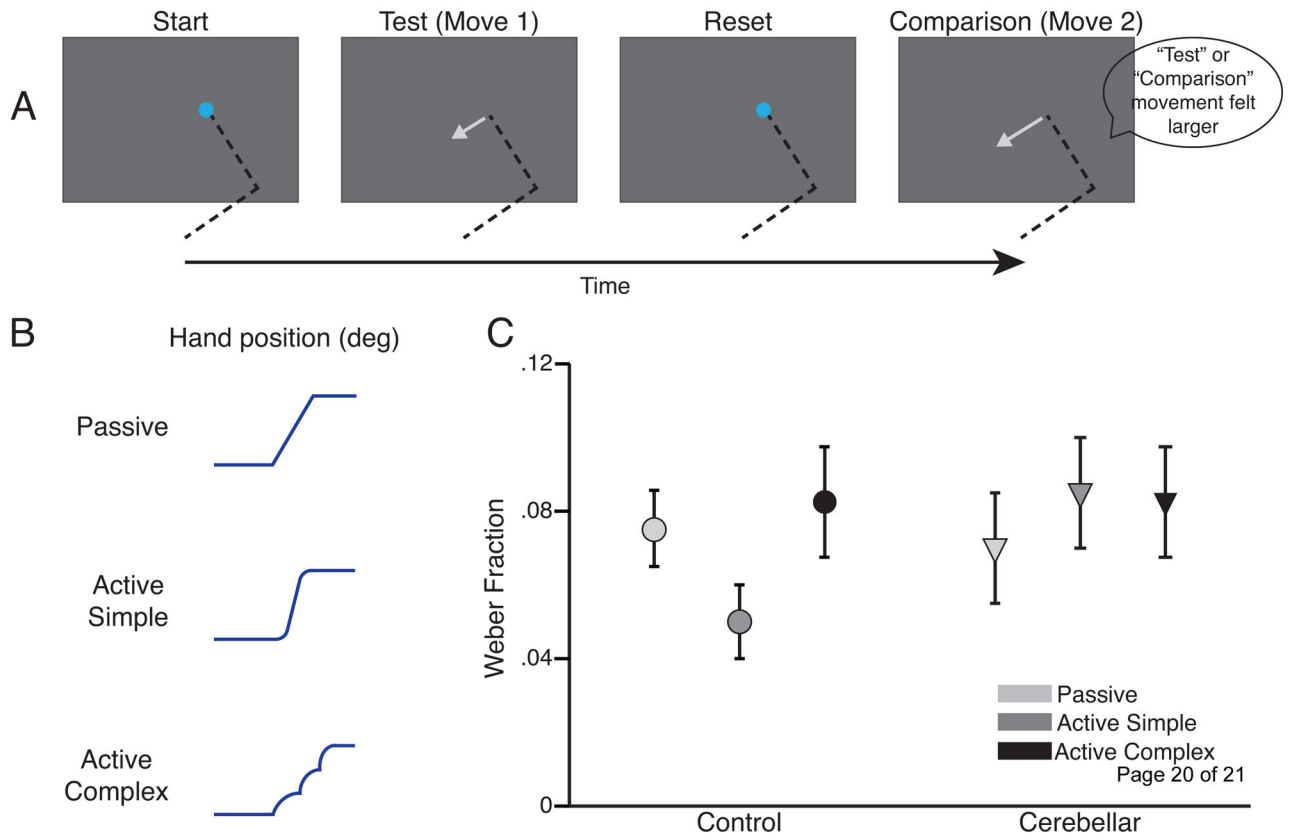 Start
Test (Move 1)
Reset
Comparison (Move 2)
A
“Test” or
“Comparison”
movement felt
larger
Time
B
Hand position (deg)
Passive
Active
Simple
Active
Complex
C
Weber Fraction
.12
.08
.04
0
Passive
Active Simple
Active Complex
Page 20 of 21
Control
Cerebellar